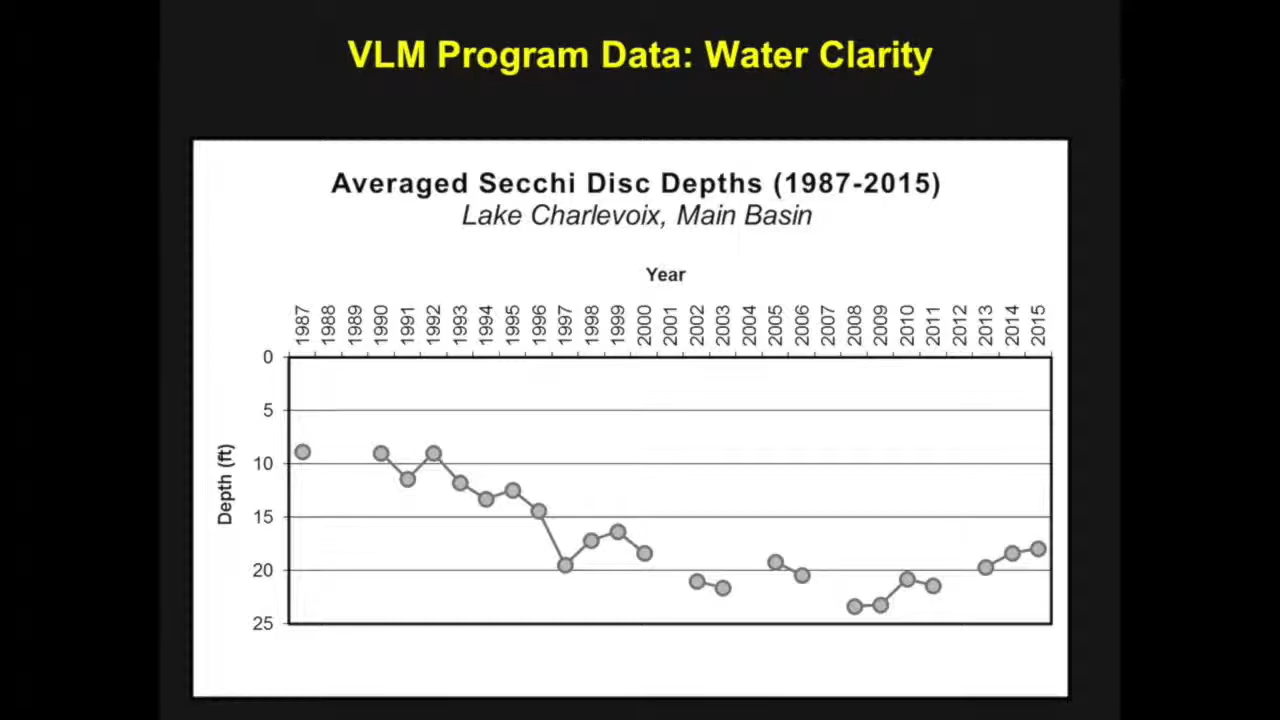 VLM Program Data: Water Clarity
Averaged Secchi Disc Depths (1987-2015)
Lake Charlevoix, Main Basin
Year
1987 1988 1989 1990 1991 1992 1993 1994 1995 1996 1997 1998 1999 2000 2001 2002 2003 2004 2005 2006 2007 2008 2009 2010 2011 2012 2013 2014 2015
0
5
10
15
20
25
Depth (ft)